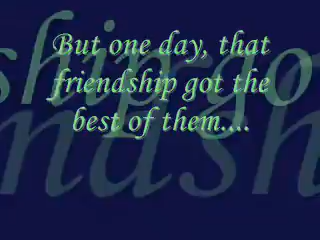 But one day, that
friendship got the
best of them....